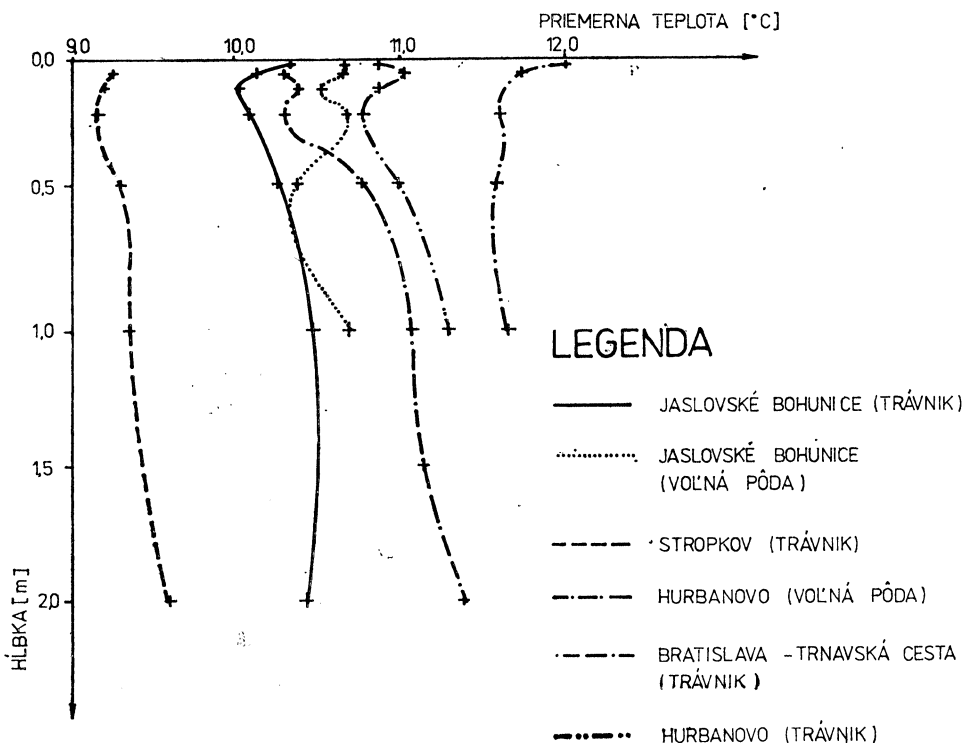 PRIEMERNA TEPLOTA [°C]
9,0 10,0 11,0 12,0
0,0
0,5
1,0
1,5
2,0
HĹBKA [m]
LEGENDA
JASLOVSKÉ BOHUNICE (TRÁVNIK)
JASLOVSKÉ BOHUNICE
(VOĽNÁ PÔDA)
STROPKOV (TRÁVNIK)
HURBANOVO (VOĽNÁ PÔDA)
BRATISLAVA - TRNAVSKÁ CESTA
(TRÁVNIK)
HURBANOVO (TRÁVNIK)